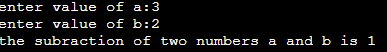 enter value of a:3
enter value of b:2
the subraction of two numbers a and b is 1